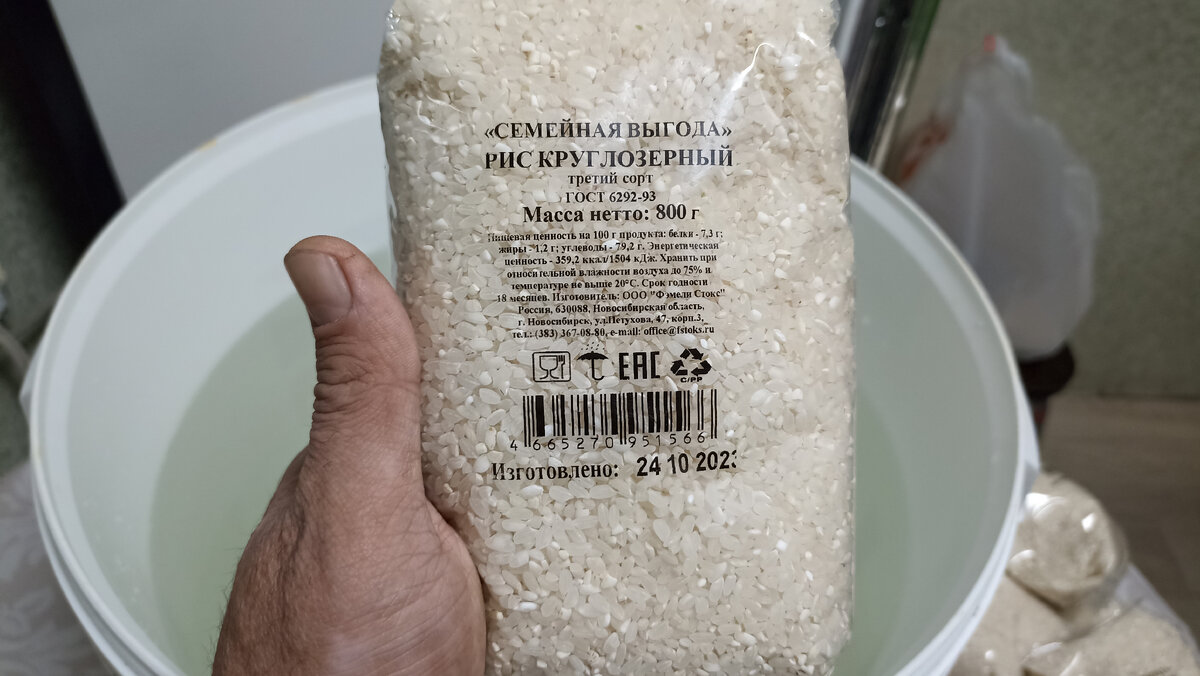 «СЕМЕЙНАЯ ВЫГОДА»
РИС КРУГЛОЗЕРНЫЙ
третий сорт
ГОСТ 6292-93
Масса нетто: 800 г
Пищевая ценность на 100 г продукта: белки - 7,3 г;
жиры - 1,2 г; углеводы - 79,2 г. Энергетическая
ценность - 359,2 ккал/1504 кДж. Хранить при
относительной влажности воздуха до 75% и
температуре не выше 20°С. Срок годности
18 месяцев. Изготовитель: ООО "Фэмели Стокс"
Россия, 630088, Новосибирская область,
г. Новосибирск, ул.Петухова, 47, корп.3,
тел.: (383) 367-08-80, e-mail: office@fstoks.ru
EAC
C/PP
4 665270 951566
Изготовлено: 24 10 2023